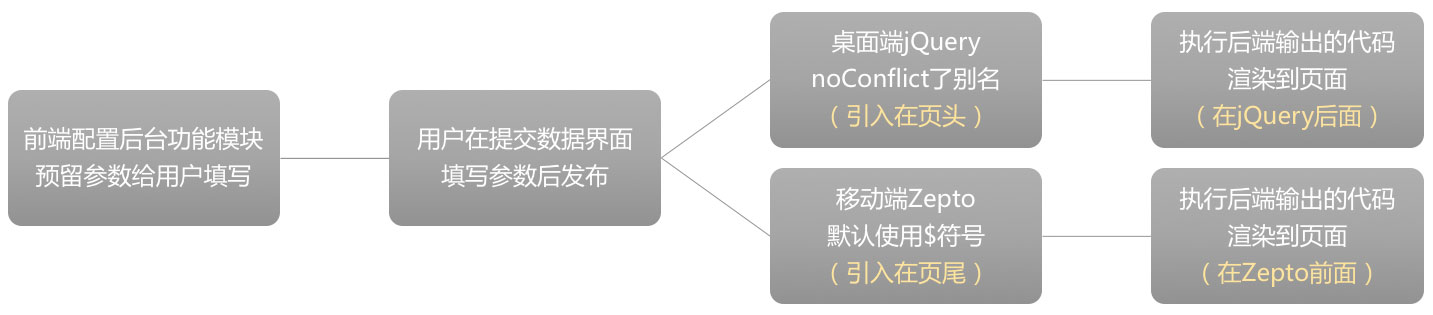 前端配置后台功能模块
预留参数给用户填写
用户在提交数据界面
填写参数后发布
桌面端jQuery
noConflict了别名
（引入在页头）
执行后端输出的代码
渲染到页面
（在jQuery后面）
移动端Zepto
默认使用$符号
（引入在页尾）
执行后端输出的代码
渲染到页面
（在Zepto前面）